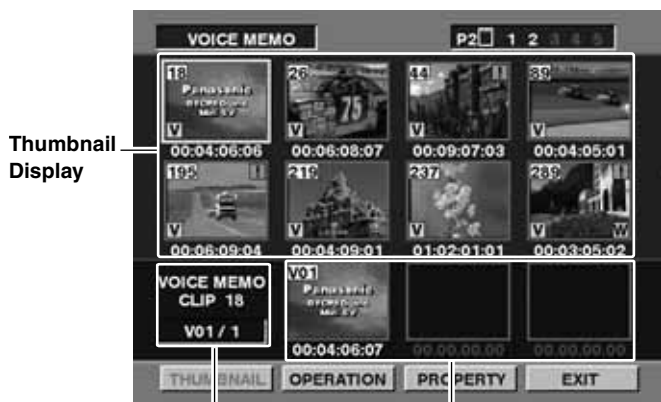 VOICE MEMO
P2 1 2 3 4 5
18 26 44 ! 89
Panasonic
V V V V
00:04:06:06 00:06:08:07 00:09:07:03 00:04:05:01
Thumbnail
Display
195 ! 219 237 289 !
V V V V W
00:06:09:04 00:04:09:01 01:02:01:01 00:03:05:02
VOICE MEMO
CLIP 18
V01 / 1
V01
Panasonic
00:04:06:07 00.00.00.00 00.00.00.00
THUMBNAIL OPERATION PROPERTY EXIT